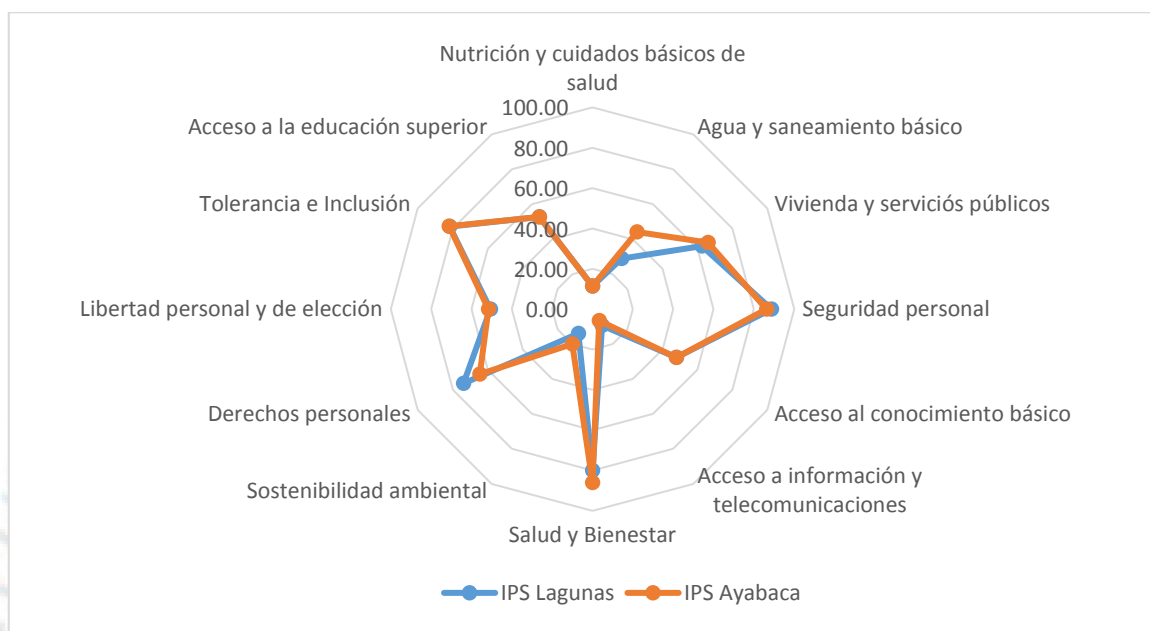 Nutrición y cuidados básicos de
salud
100.00
Acceso a la educación superior
Agua y saneamiento básico
80.00
60.00
Tolerancia e Inclusión
Vivienda y serviciós públicos
40.00
20.00
Libertad personal y de elección
0.00
Seguridad personal
Derechos personales
Acceso al conocimiento básico
Sostenibilidad ambiental
Acceso a información y
telecomunicaciones
Salud y Bienestar
IPS Lagunas
IPS Ayabaca